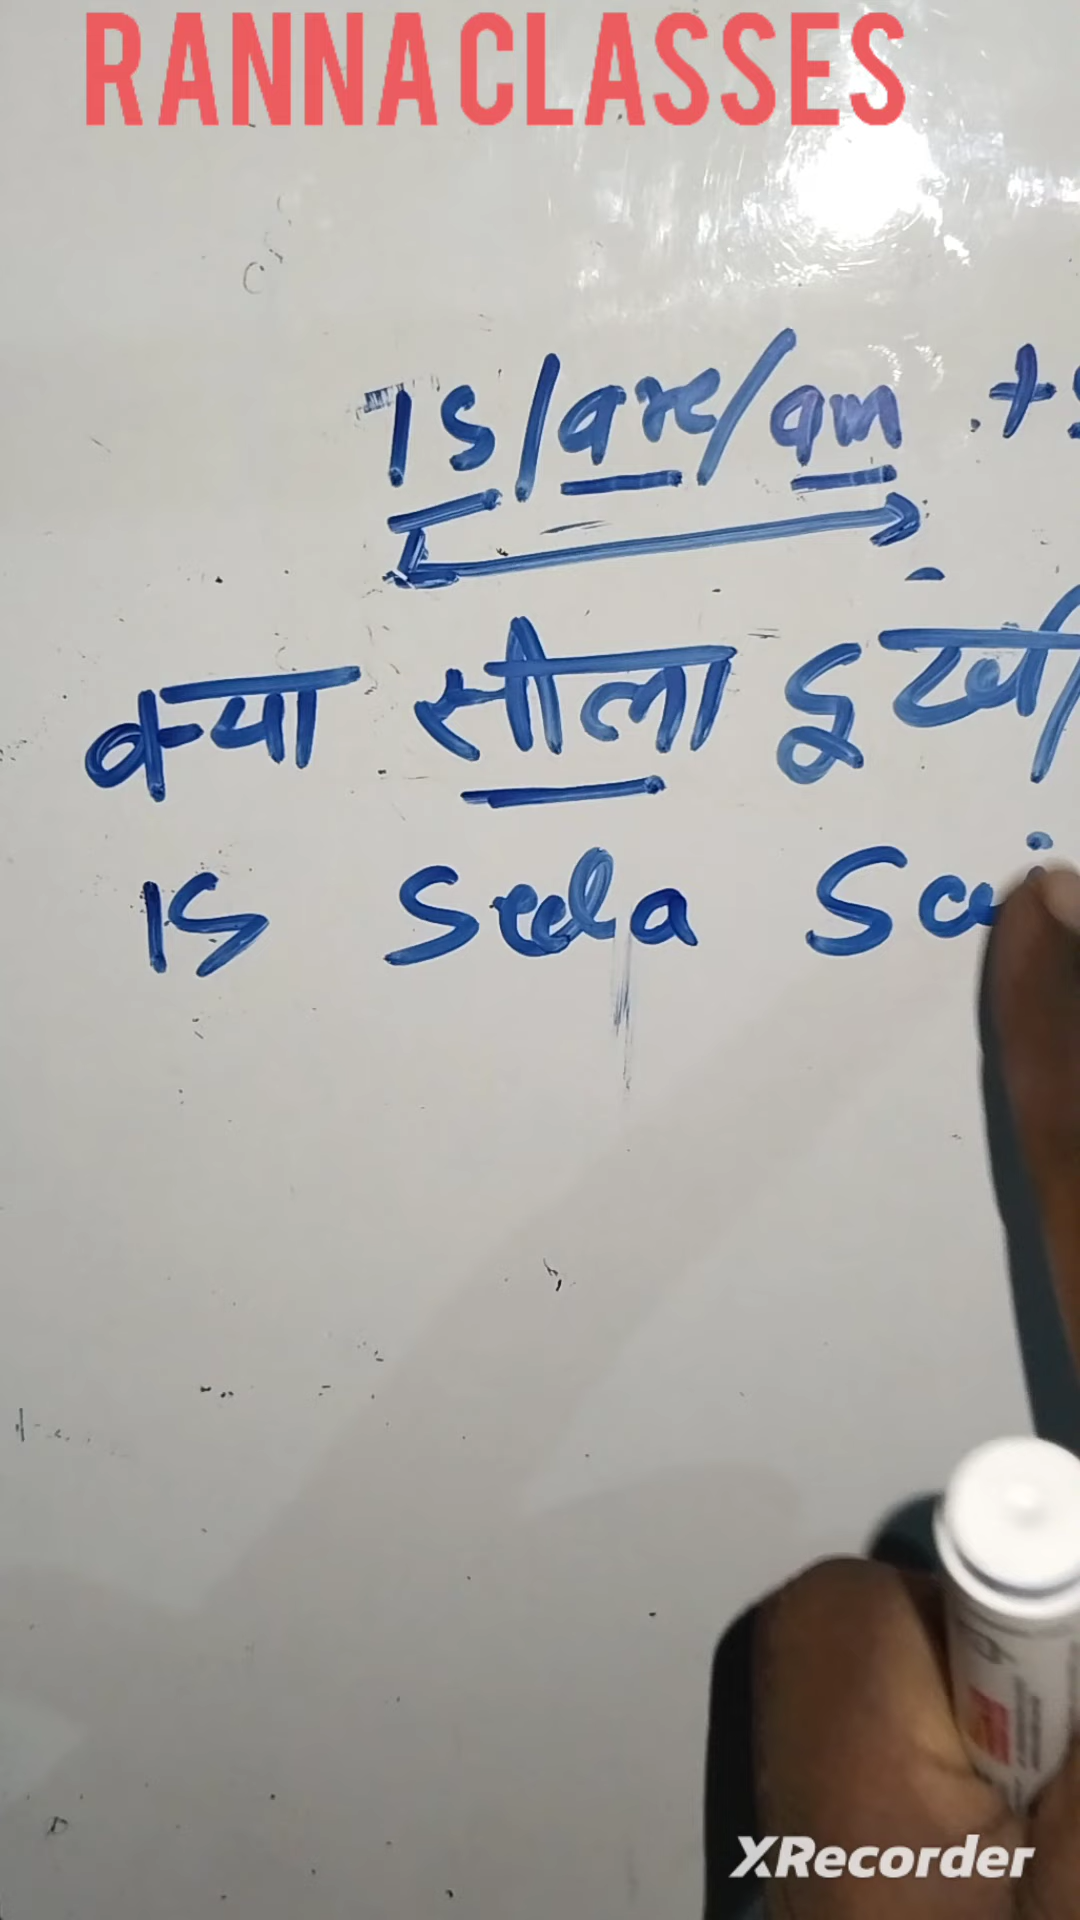 RANNA CLASSES
Is/are/am +
क्या सीला दुखी
Is Seela
XRecorder